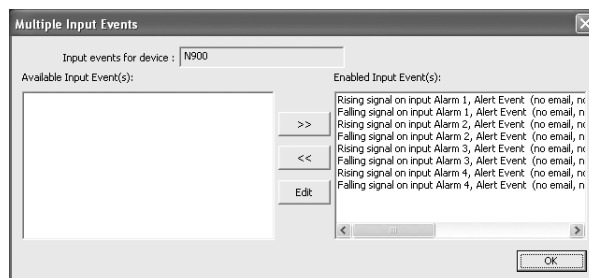 Multiple Input Events
Input events for device : N900
Available Input Event(s):
Enabled Input Event(s):
Rising signal on input Alarm 1, Alert Event (no email, no
Falling signal on input Alarm 1, Alert Event (no email, n
Rising signal on input Alarm 2, Alert Event (no email, no
Falling signal on input Alarm 2, Alert Event (no email, n
Rising signal on input Alarm 3, Alert Event (no email, no
Falling signal on input Alarm 3, Alert Event (no email, n
Rising signal on input Alarm 4, Alert Event (no email, no
Falling signal on input Alarm 4, Alert Event (no email, n
>>
<<
Edit
OK